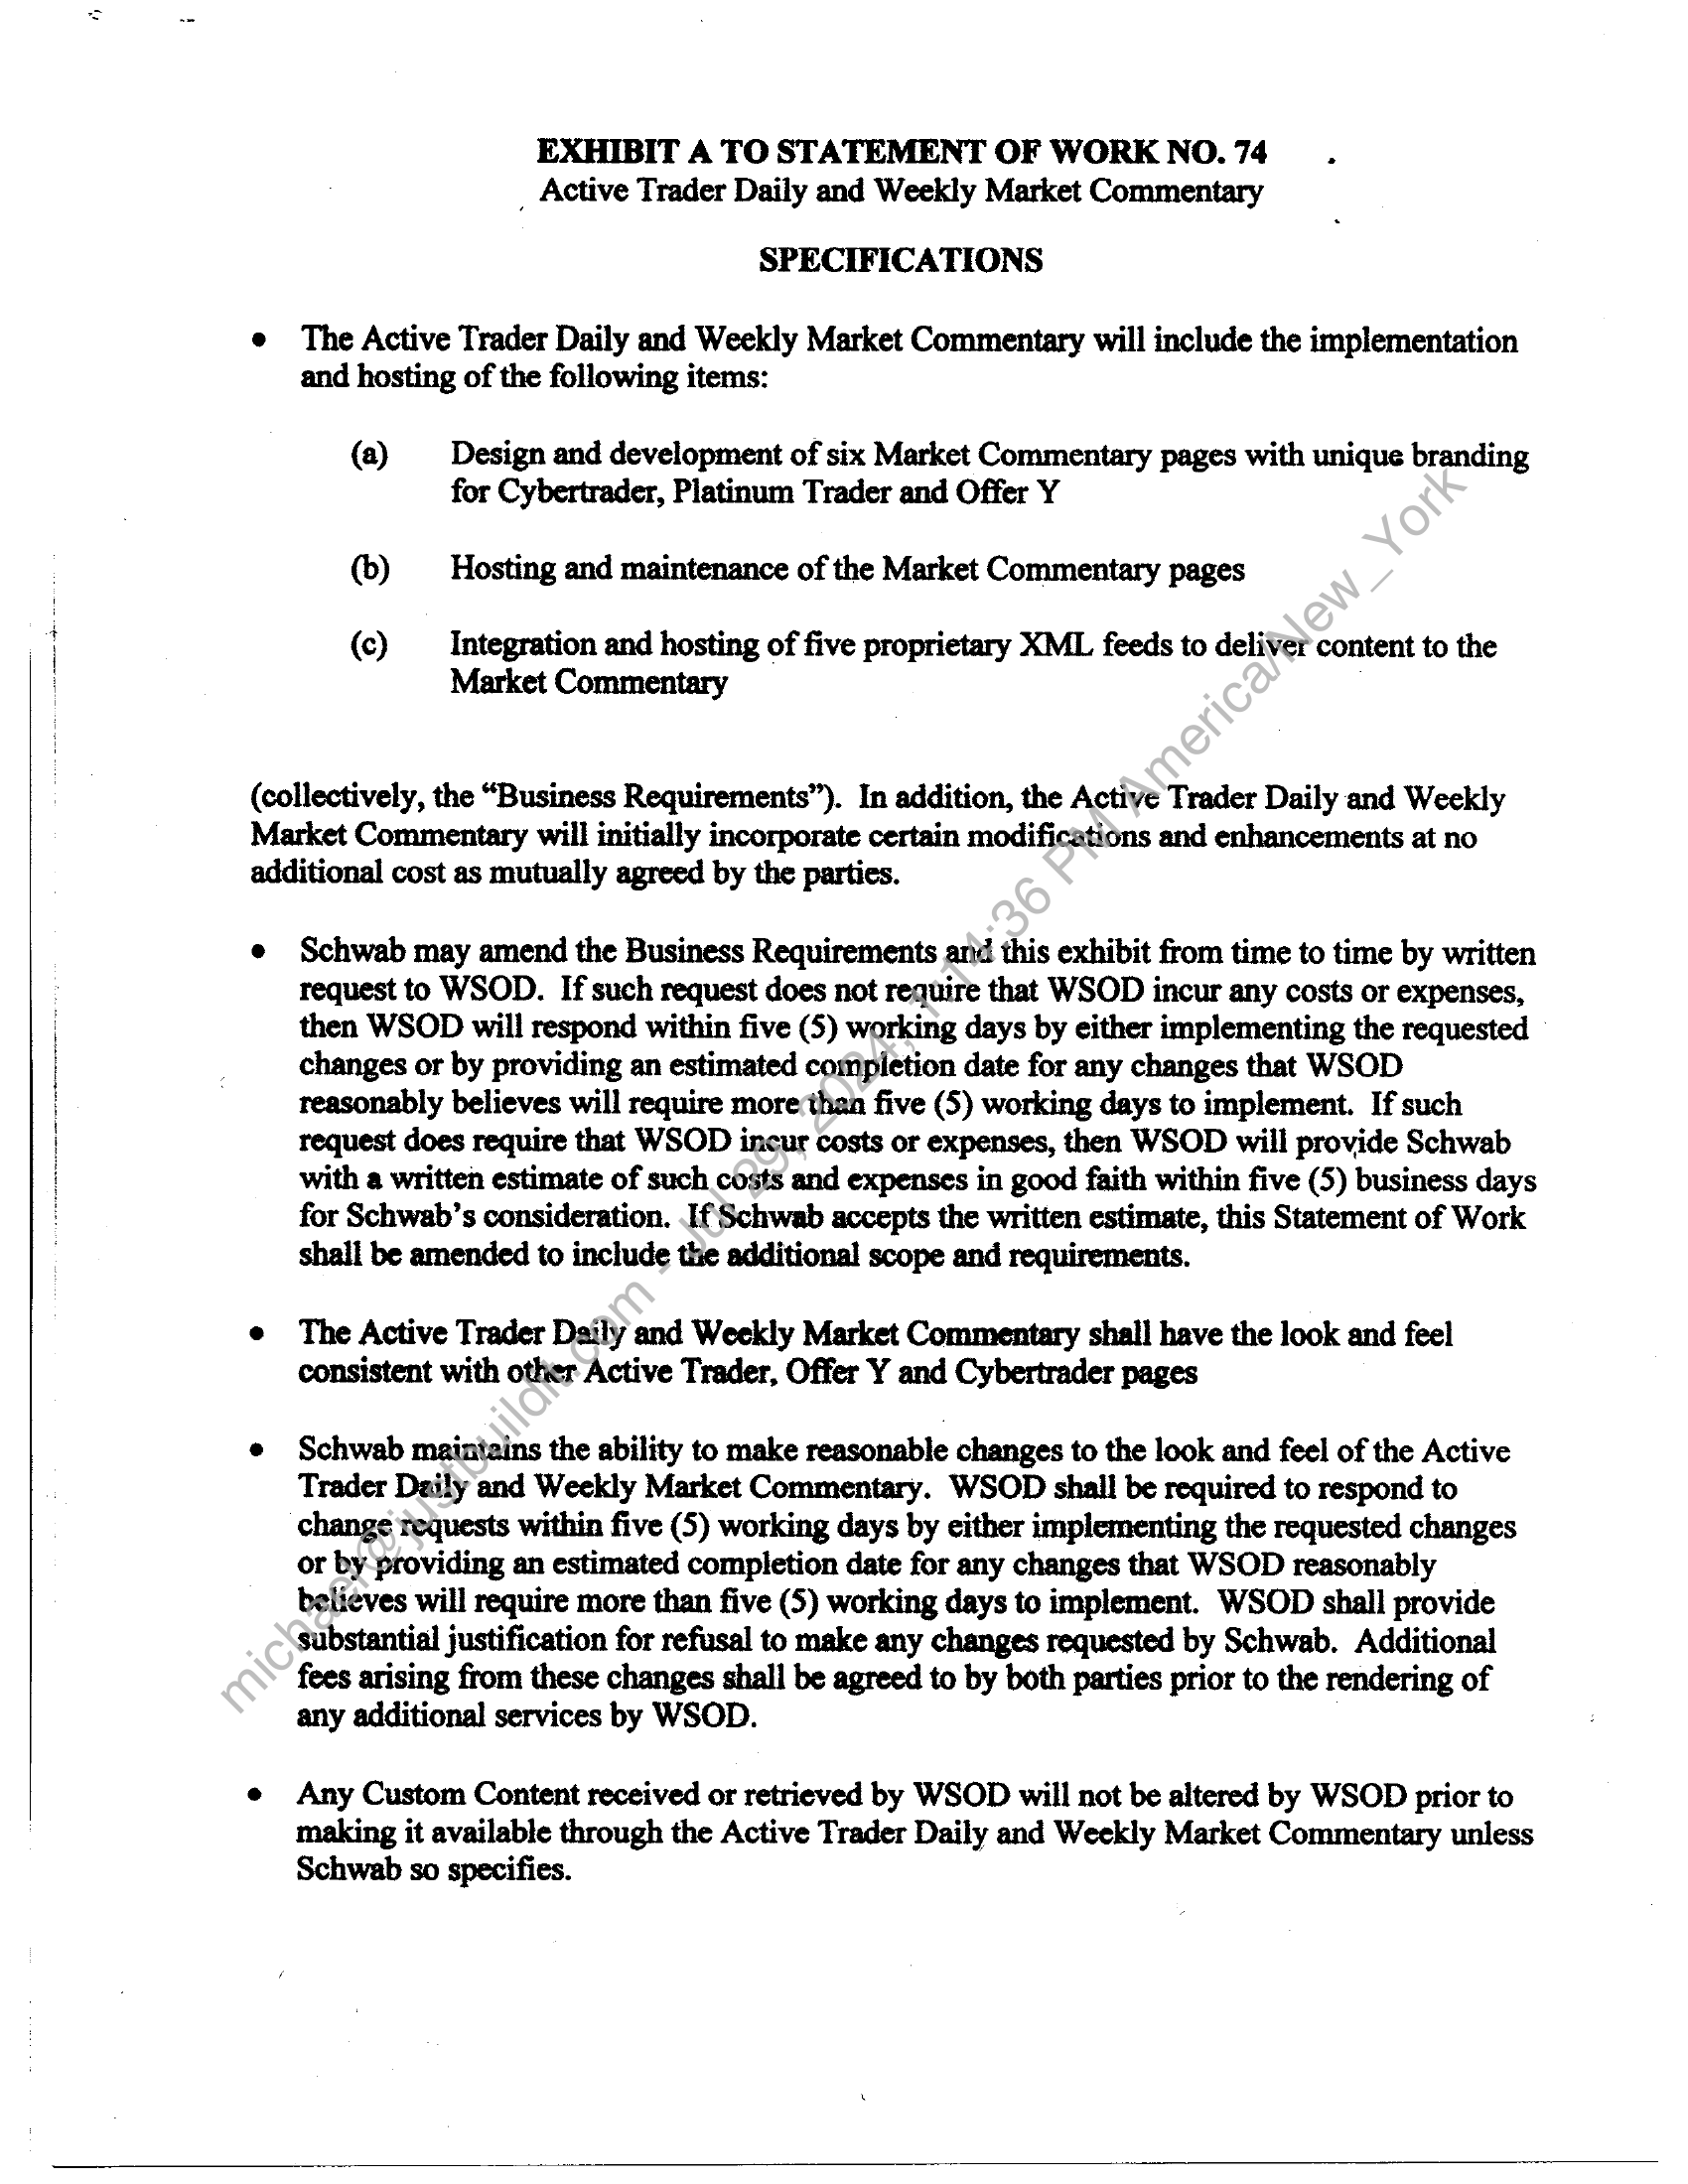 EXHIBIT A TO STATEMENT OF WORK NO. 74
Active Trader Daily and Weekly Market Commentary
SPECIFICATIONS
• The Active Trader Daily and Weekly Market Commentary will include the implementation
and hosting of the following items:
(a) Design and development of six Market Commentary pages with unique branding
for Cybertrader, Platinum Trader and Offer Y
(b) Hosting and maintenance of the Market Commentary pages
(c) Integration and hosting of five proprietary XML feeds to deliver content to the
Market Commentary
(collectively, the “Business Requirements”). In addition, the Active Trader Daily and Weekly
Market Commentary will initially incorporate certain modifications and enhancements at no
additional cost as mutually agreed by the parties.
• Schwab may amend the Business Requirements and this exhibit from time to time by written
request to WSOD. If such request does not require that WSOD incur any costs or expenses,
then WSOD will respond within five (5) working days by either implementing the requested
changes or by providing an estimated completion date for any changes that WSOD
reasonably believes will require more than five (5) working days to implement. If such
request does require that WSOD incur costs or expenses, then WSOD will provide Schwab
with a written estimate of such costs and expenses in good faith within five (5) business days
for Schwab’s consideration. If Schwab accepts the written estimate, this Statement of Work
shall be amended to include the additional scope and requirements.
• The Active Trader Daily and Weekly Market Commentary shall have the look and feel
consistent with other Active Trader, Offer Y and Cybertrader pages
• Schwab maintains the ability to make reasonable changes to the look and feel of the Active
Trader Daily and Weekly Market Commentary. WSOD shall be required to respond to
change requests within five (5) working days by either implementing the requested changes
or by providing an estimated completion date for any changes that WSOD reasonably
believes will require more than five (5) working days to implement. WSOD shall provide
substantial justification for refusal to make any changes requested by Schwab. Additional
fees arising from these changes shall be agreed to by both parties prior to the rendering of
any additional services by WSOD.
• Any Custom Content received or retrieved by WSOD will not be altered by WSOD prior to
making it available through the Active Trader Daily and Weekly Market Commentary unless
Schwab so specifies.
michael@justbuildit.com - Jul 29, 2024, 1:14:36 PM America/New_York